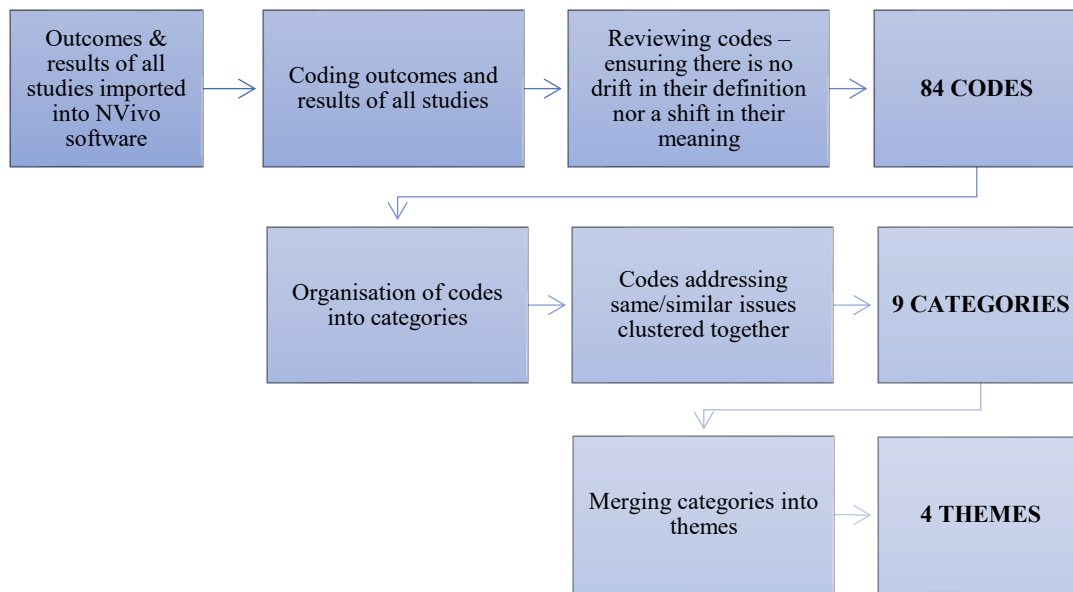 Outcomes &
results of all
studies imported
into NVivo
software
Coding outcomes and
results of all studies
Reviewing codes –
ensuring there is no
drift in their definition
nor a shift in their
meaning
84 CODES
Organisation of codes
into categories
Codes addressing
same/similar issues
clustered together
9 CATEGORIES
Merging categories into
themes
4 THEMES